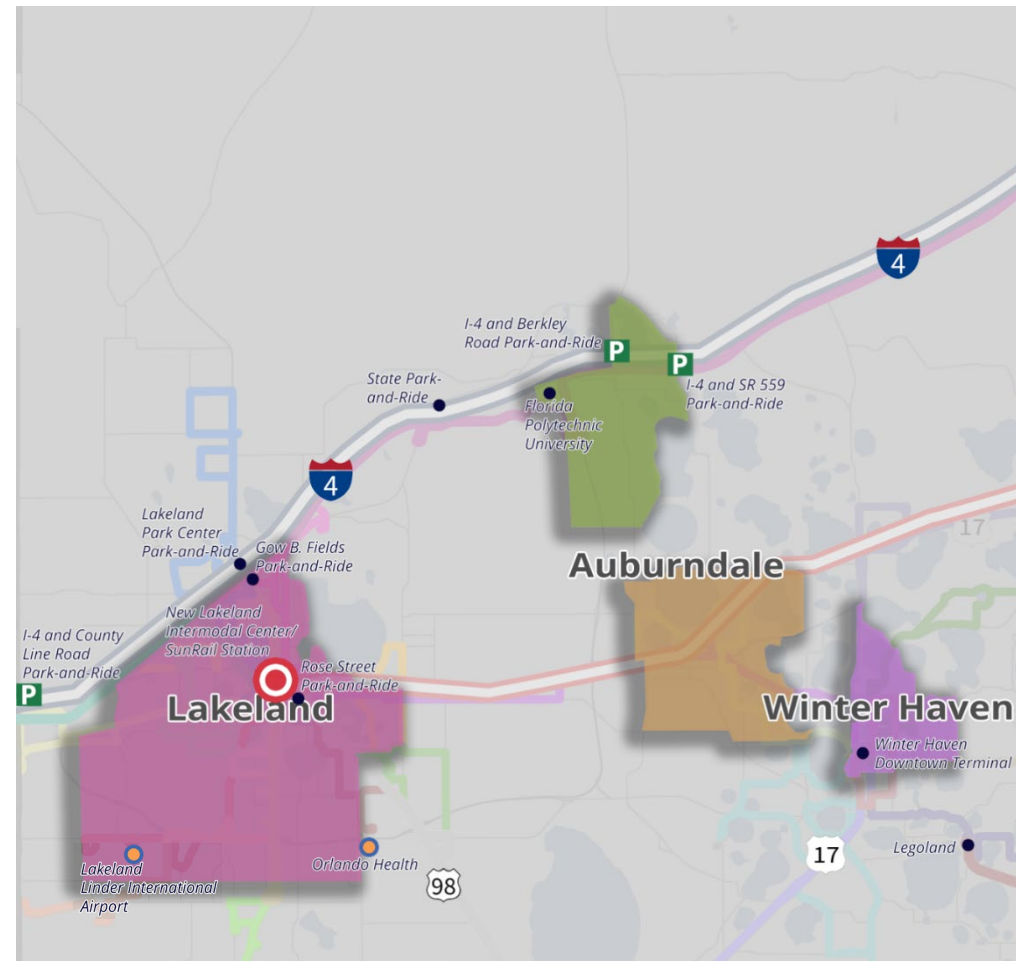 4
I-4 and Berkley
Road Park-and-Ride
P
P
State Park-
and-Ride
I-4 and SR 559
Park-and-Ride
Florida
Polytechnic
University
4
Lakeland
Park Center
Park-and-Ride
Gow B. Fields
Park-and-Ride
17
Auburndale
New Lakeland
Intermodal Center/
SunRail Station
I-4 and County
Line Road
Park-and-Ride
P
Rose Street
Park-and-Ride
Lakeland
Winter Haven
Winter Haven
Downtown Terminal
17
Legoland
Orlando Health
98
Lakeland
Linder International
Airport